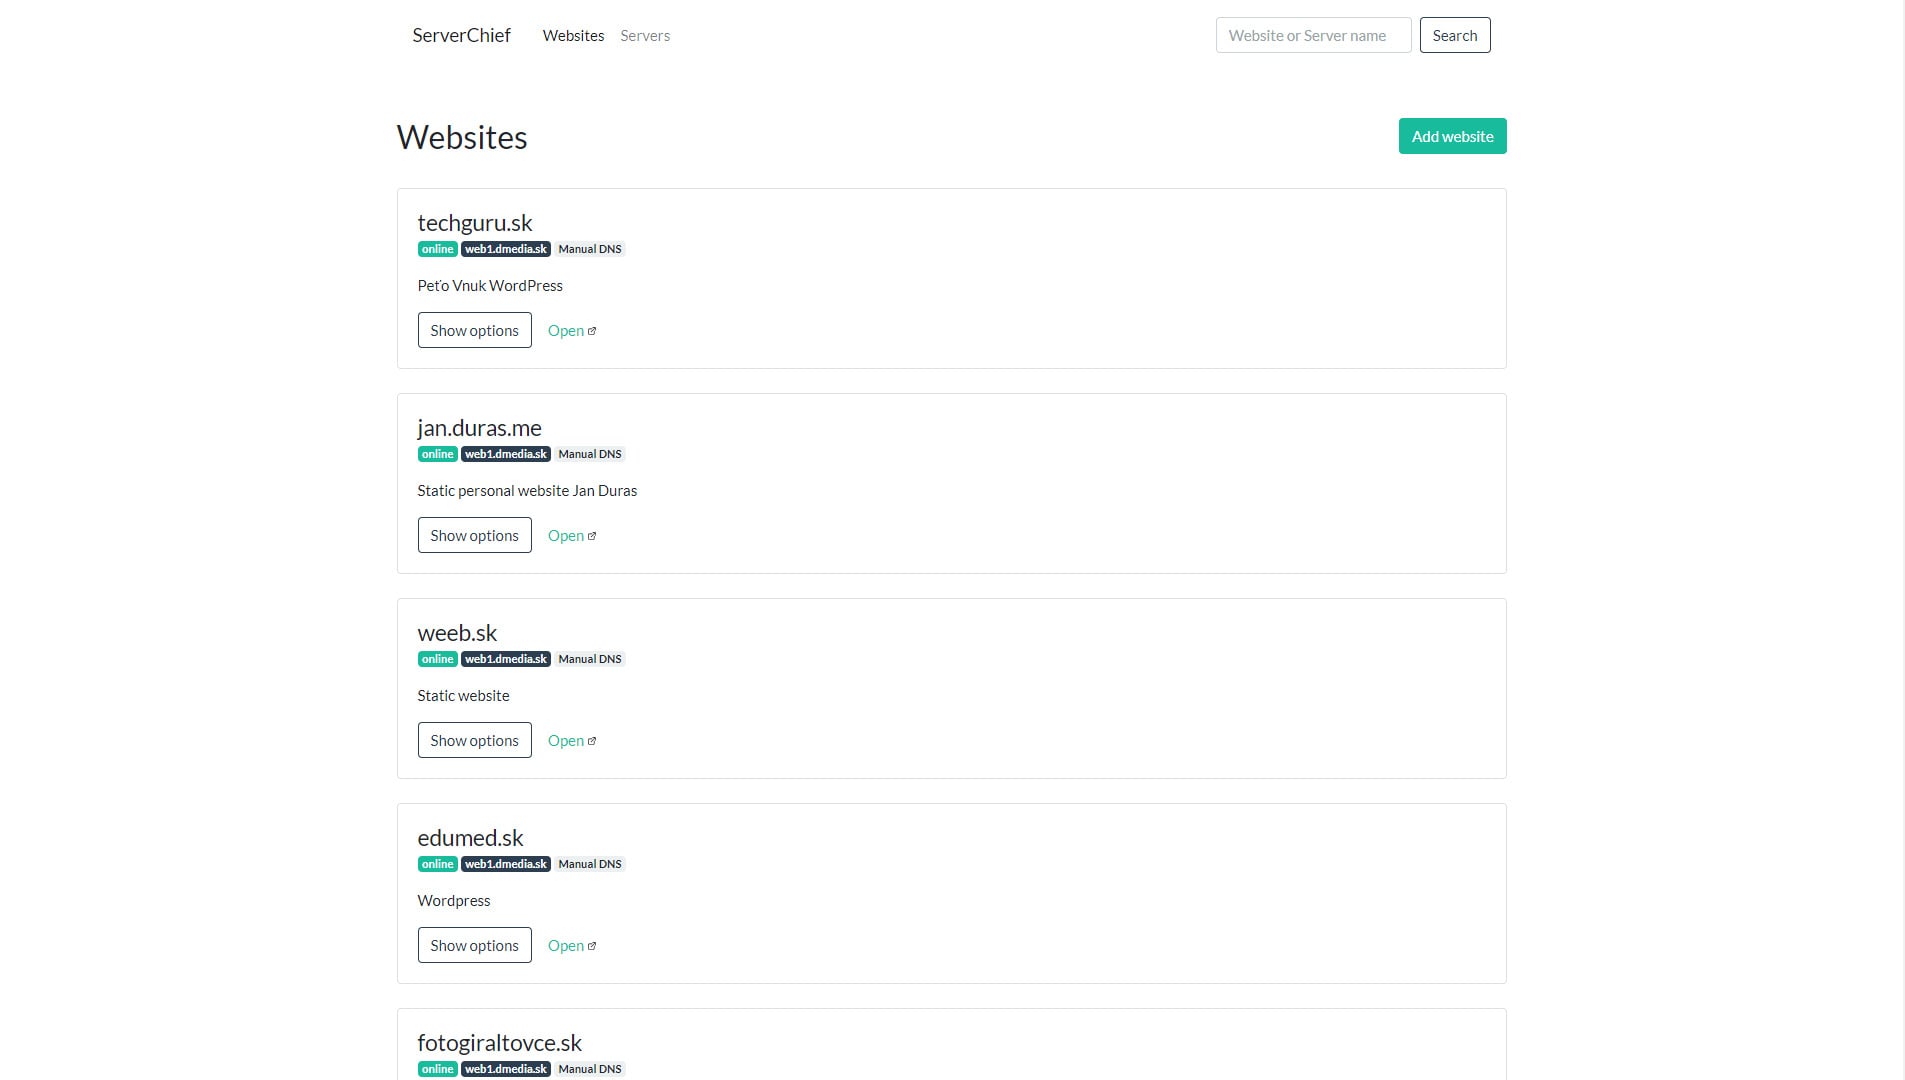 ServerChief Websites Servers Website or Server name Search
Websites Add website
techguru.sk
online web1.dmedia.sk Manual DNS
Peťo Vnuk WordPress
Show options Open
jan.duras.me
online web1.dmedia.sk Manual DNS
Static personal website Jan Duras
Show options Open
weeb.sk
online web1.dmedia.sk Manual DNS
Static website
Show options Open
edumed.sk
online web1.dmedia.sk Manual DNS
Wordpress
Show options Open
fotogiraltovce.sk
online web1.dmedia.sk Manual DNS